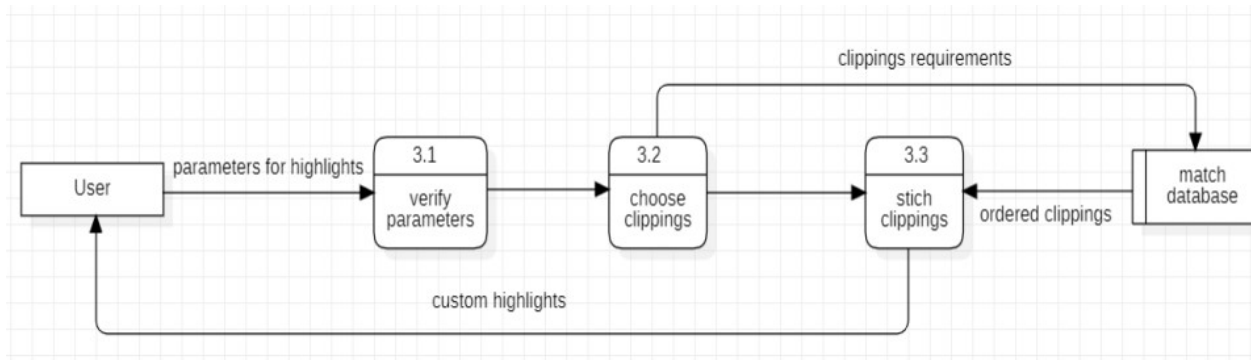 clippings requirements
3.1
3.2
3.3
parameters for highlights
User
verify
parameters
choose
clippings
stich
clippings
match
database
ordered clippings
custom highlights